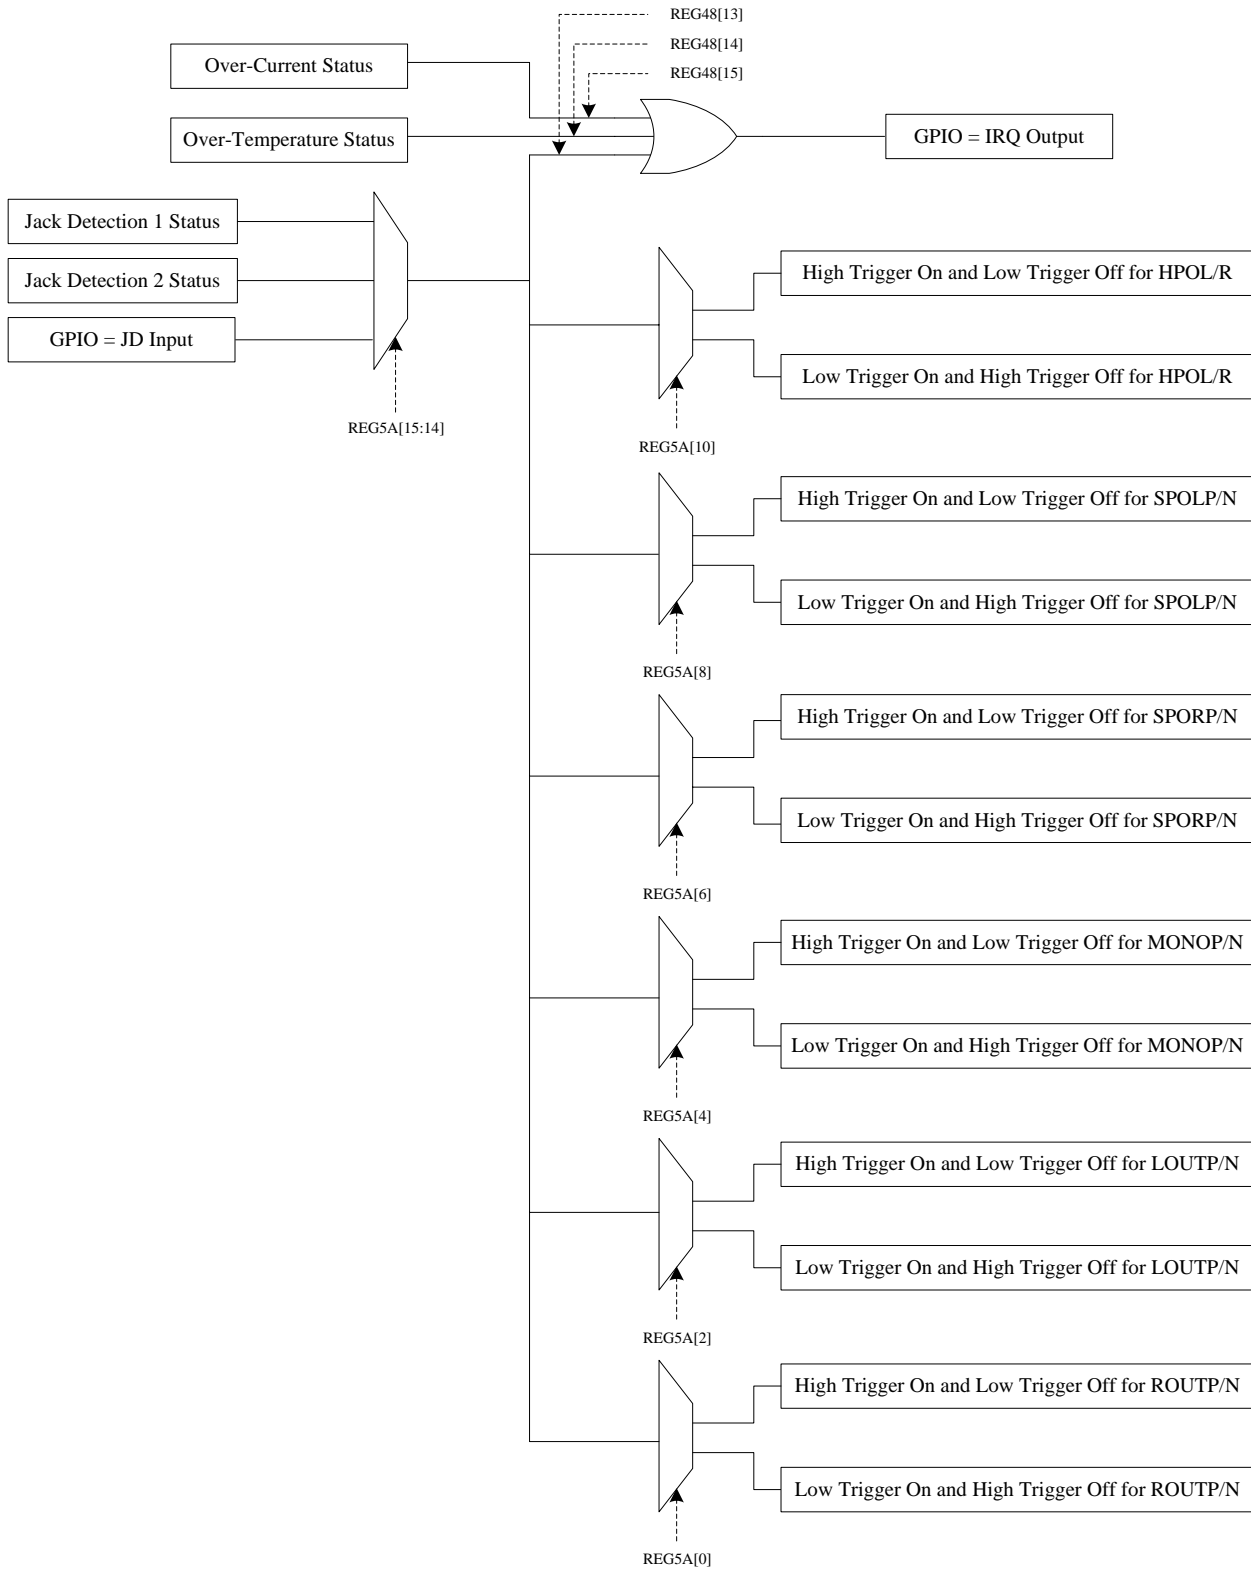 REG48[13]
REG48[14]
Over-Current Status
REG48[15]
Over-Temperature Status
GPIO = IRQ Output
Jack Detection 1 Status
Jack Detection 2 Status
GPIO = JD Input
REG5A[15:14]
High Trigger On and Low Trigger Off for HPOL/R
Low Trigger On and High Trigger Off for HPOL/R
REG5A[10]
High Trigger On and Low Trigger Off for SPOLP/N
Low Trigger On and High Trigger Off for SPOLP/N
REG5A[8]
High Trigger On and Low Trigger Off for SPORP/N
Low Trigger On and High Trigger Off for SPORP/N
REG5A[6]
High Trigger On and Low Trigger Off for MONOP/N
Low Trigger On and High Trigger Off for MONOP/N
REG5A[4]
High Trigger On and Low Trigger Off for LOUTP/N
Low Trigger On and High Trigger Off for LOUTP/N
REG5A[2]
High Trigger On and Low Trigger Off for ROUTP/N
Low Trigger On and High Trigger Off for ROUTP/N
REG5A[0]